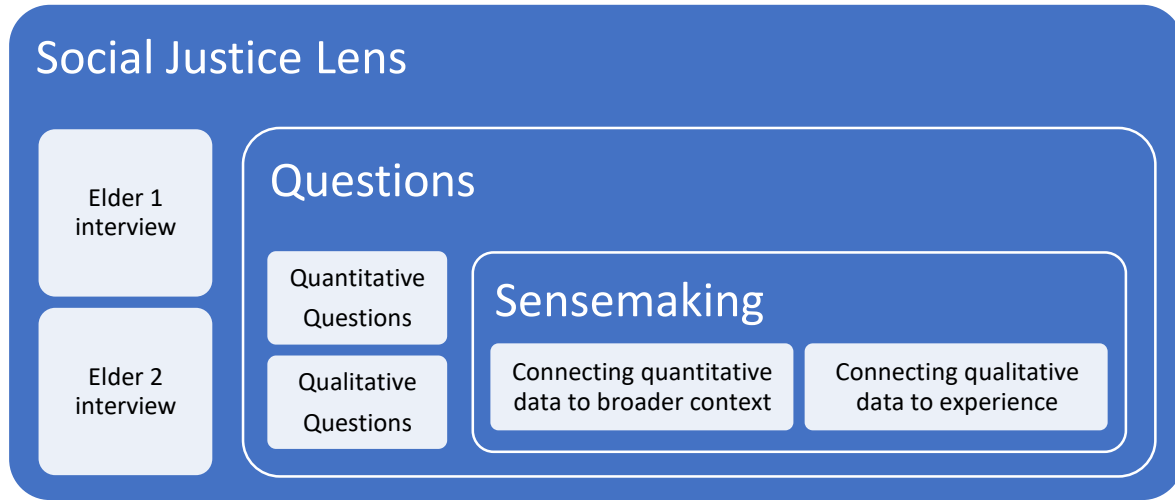 Social Justice Lens
Elder 1
interview
Elder 2
interview
Questions
Quantitative
Questions
Qualitative
Questions
Sensemaking
Connecting quantitative
data to broader context
Connecting qualitative
data to experience